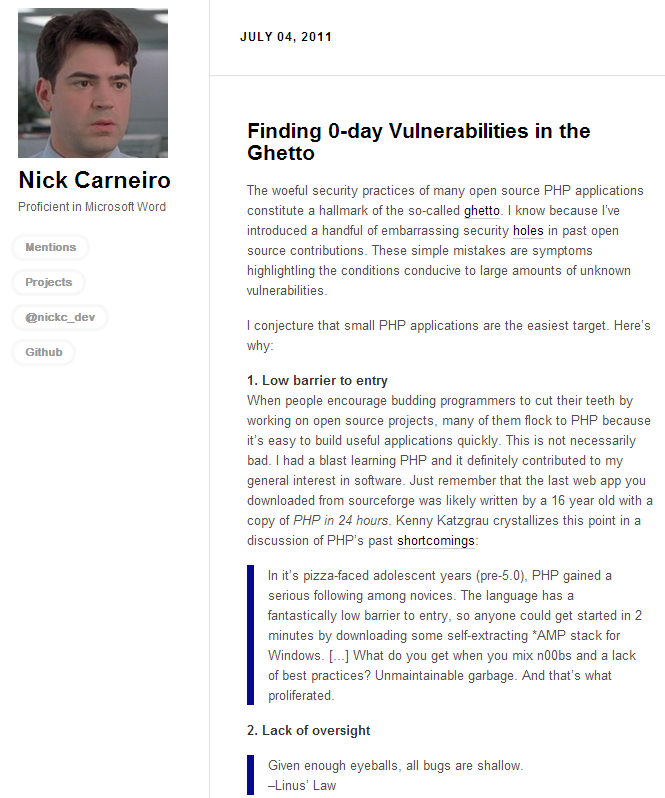 Nick Carneiro
Proficient in Microsoft Word
Mentions
Projects
@nickc_dev
Github
JULY 04, 2011
Finding 0-day Vulnerabilities in the
Ghetto
The woeful security practices of many open source PHP applications
constitute a hallmark of the so-called ghetto. I know because I've
introduced a handful of embarrassing security holes in past open
source contributions. These simple mistakes are symptoms
highlightling the conditions conducive to large amounts of unknown
vulnerabilities.
I conjecture that small PHP applications are the easiest target. Here's
why:
1. Low barrier to entry
When people encourage budding programmers to cut their teeth by
working on open source projects, many of them flock to PHP because
it's easy to build useful applications quickly. This is not necessarily
bad. I had a blast learning PHP and it definitely contributed to my
general interest in software. Just remember that the last web app you
downloaded from sourceforge was likely written by a 16 year old with a
copy of PHP in 24 hours. Kenny Katzgrau crystallizes this point in a
discussion of PHP's past shortcomings:
In it's pizza-faced adolescent years (pre-5.0), PHP gained a
serious following among novices. The language has a
fantastically low barrier to entry, so anyone could get started in 2
minutes by downloading some self-extracting *AMP stack for
Windows. [...] What do you get when you mix n00bs and a lack
of best practices? Unmaintainable garbage. And that's what
proliferated.
2. Lack of oversight
Given enough eyeballs, all bugs are shallow.
–Linus' Law